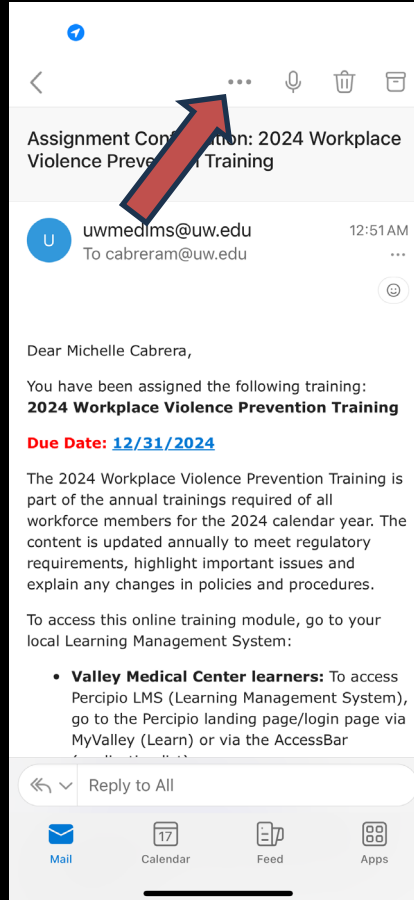 Assignment Con tion: 2024 Workplace
Violence Preve Training
U
uwmedlms@uw.edu
12:51AM
To cabreram@uw.edu
Dear Michelle Cabrera,
You have been assigned the following training:
2024 Workplace Violence Prevention Training
Due Date: 12/31/2024
The 2024 Workplace Violence Prevention Training is
part of the annual trainings required of all
workforce members for the 2024 calendar year. The
content is updated annually to meet regulatory
requirements, highlight important issues and
explain any changes in policies and procedures.
To access this online training module, go to your
local Learning Management System:
• Valley Medical Center learners: To access
Percipio LMS (Learning Management System),
go to the Percipio landing page/login page via
MyValley (Learn) or via the AccessBar
Reply to All
17
Mail
Calendar
Feed
Apps